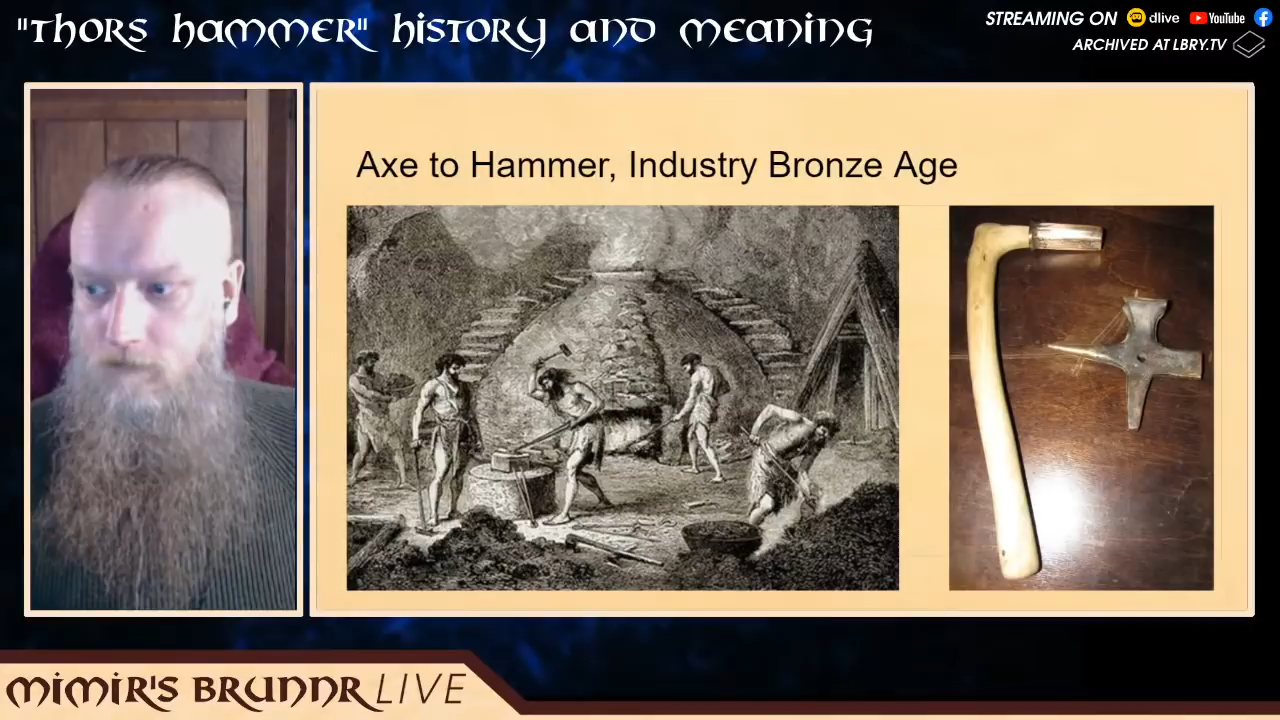 "Thors hammer" history and meaning
STREAMING ON dlive YouTube
ARCHIVED AT LBRY.TV
Axe to Hammer, Industry Bronze Age
MIMIR'S BRUNNR LIVE